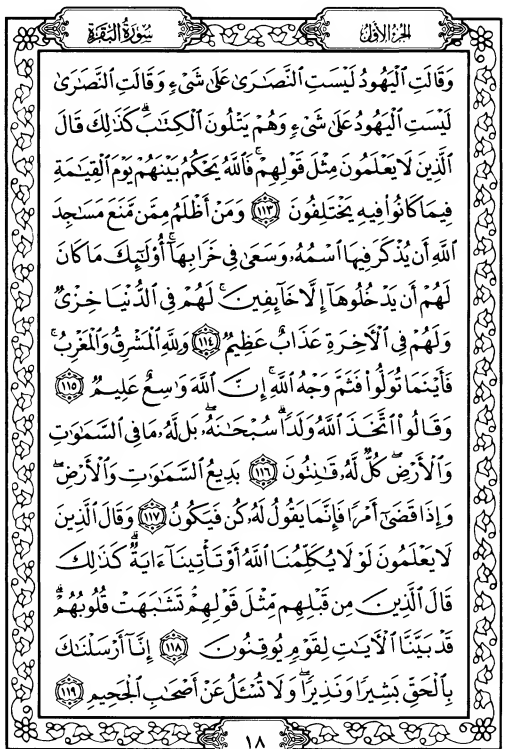 الجزء الأول
سورة البقرة
وَقَالَتِ ٱلْيَهُودُ لَيْسَتِ ٱلنَّصَٰرَىٰ عَلَىٰ شَىْءٍ وَقَالَتِ ٱلنَّصَٰرَىٰ
لَيْسَتِ ٱلْيَهُودُ عَلَىٰ شَىْءٍ وَهُمْ يَتْلُونَ ٱلْكِتَٰبَ ۗ كَذَٰلِكَ قَالَ
ٱلَّذِينَ لَا يَعْلَمُونَ مِثْلَ قَوْلِهِمْ ۚ فَٱللَّهُ يَحْكُمُ بَيْنَهُمْ يَوْمَ ٱلْقِيَٰمَةِ
فِيمَا كَانُوا۟ فِيهِ يَخْتَلِفُونَ ١١٣ وَمَنْ أَظْلَمُ مِمَّن مَّنَعَ مَسَٰجِدَ
ٱللَّهِ أَن يُذْكَرَ فِيهَا ٱسْمُهُۥ وَسَعَىٰ فِى خَرَابِهَآ ۚ أُو۟لَٰٓئِكَ مَا كَانَ
لَهُمْ أَن يَدْخُلُوهَآ إِلَّا خَآئِفِينَ ۚ لَهُمْ فِى ٱلدُّنْيَا خِزْىٌ
وَلَهُمْ فِى ٱلْءَاخِرَةِ عَذَابٌ عَظِيمٌ ١١٤ وَلِلَّهِ ٱلْمَشْرِقُ وَٱلْمَغْرِبُ ۚ
فَأَيْنَمَا تُوَلُّوا۟ فَثَمَّ وَجْهُ ٱللَّهِ ۚ إِنَّ ٱللَّهَ وَٰسِعٌ عَلِيمٌ ١١٥
وَقَالُوا۟ ٱتَّخَذَ ٱللَّهُ وَلَدًا ۗ سُبْحَٰنَهُۥ ۖ بَل لَّهُۥ مَا فِى ٱلسَّمَٰوَٰتِ
وَٱلْأَرْضِ ۖ كُلٌّ لَّهُۥ قَٰنِتُونَ ١١٦ بَدِيعُ ٱلسَّمَٰوَٰتِ وَٱلْأَرْضِ ۖ
وَإِذَا قَضَىٰٓ أَمْرًا فَإِنَّمَا يَقُولُ لَهُۥ كُن فَيَكُونُ ١١٧ وَقَالَ ٱلَّذِينَ
لَا يَعْلَمُونَ لَوْلَا يُكَلِّمُنَا ٱللَّهُ أَوْ تَأْتِينَآ ءَايَةٌ ۗ كَذَٰلِكَ
قَالَ ٱلَّذِينَ مِن قَبْلِهِم مِّثْلَ قَوْلِهِمْ ۘ تَشَٰبَهَتْ قُلُوبُهُمْ ۗ
قَدْ بَيَّنَّا ٱلْءَايَٰتِ لِقَوْمٍ يُوقِنُونَ ١١٨ إِنَّآ أَرْسَلْنَٰكَ
بِٱلْحَقِّ بَشِيرًا وَنَذِيرًا ۖ وَلَا تُسْـَٔلُ عَنْ أَصْحَٰبِ ٱلْجَحِيمِ ١١٩
١٨